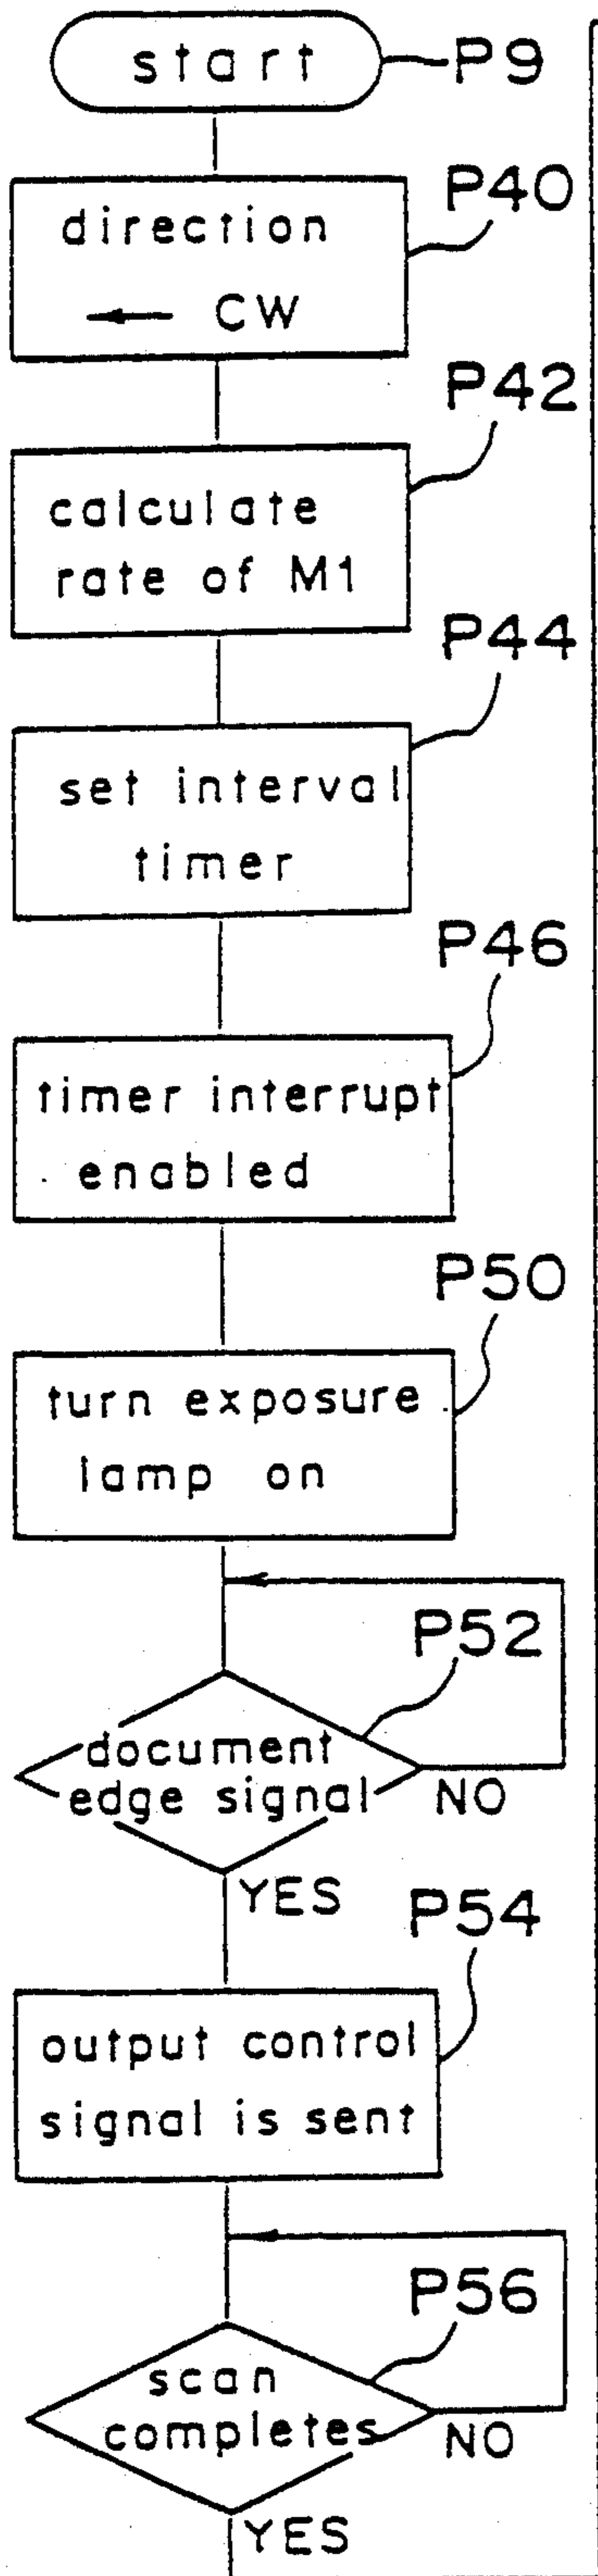 start
P9
P40
direction
← CW
P42
calculate
rate of M1
P44
set interval
timer
P46
timer interrupt
enabled
P50
turn exposure
lamp on
P52
document
edge signal
NO
YES
P54
output control
signal is sent
P56
scan
completes
NO
YES